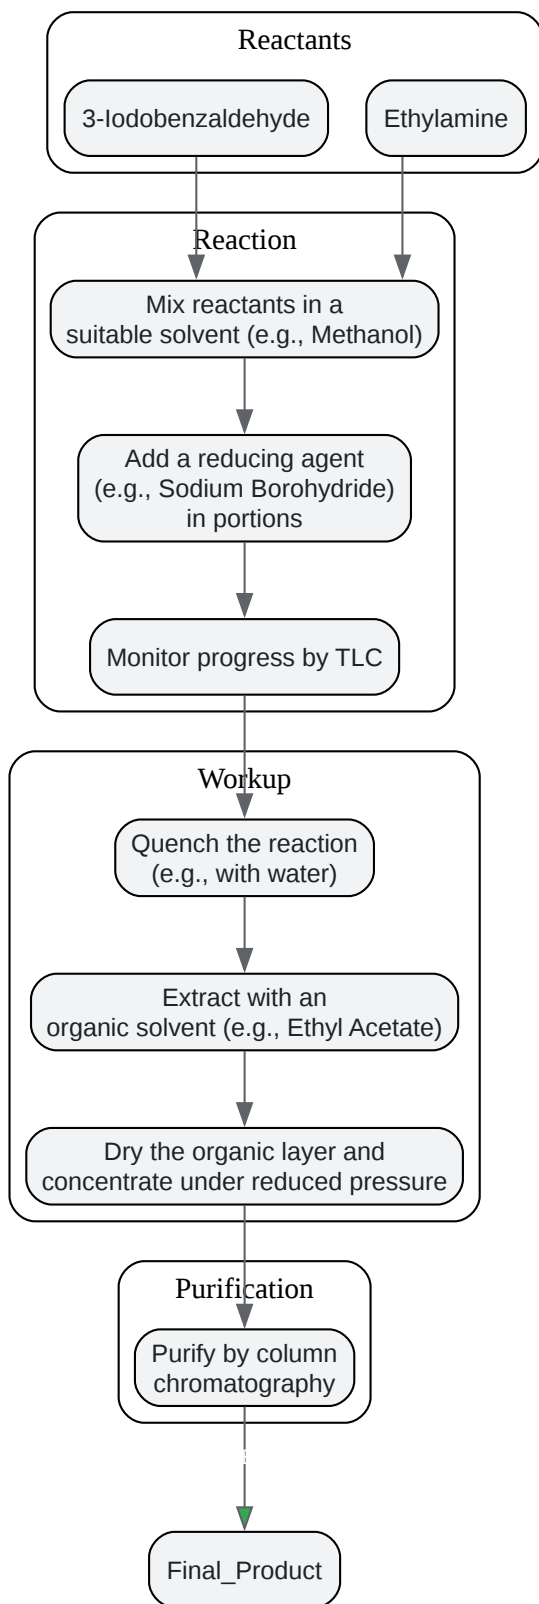 Reactants
3-Iodobenzaldehyde
Ethylamine
Reaction
Mix reactants in a
suitable solvent (e.g., Methanol)
Add a reducing agent
(e.g., Sodium Borohydride)
in portions
Monitor progress by TLC
Workup
Quench the reaction
(e.g., with water)
Extract with an
organic solvent (e.g., Ethyl Acetate)
Dry the organic layer and
concentrate under reduced pressure
Purification
Purify by column
chromatography
Final_Product